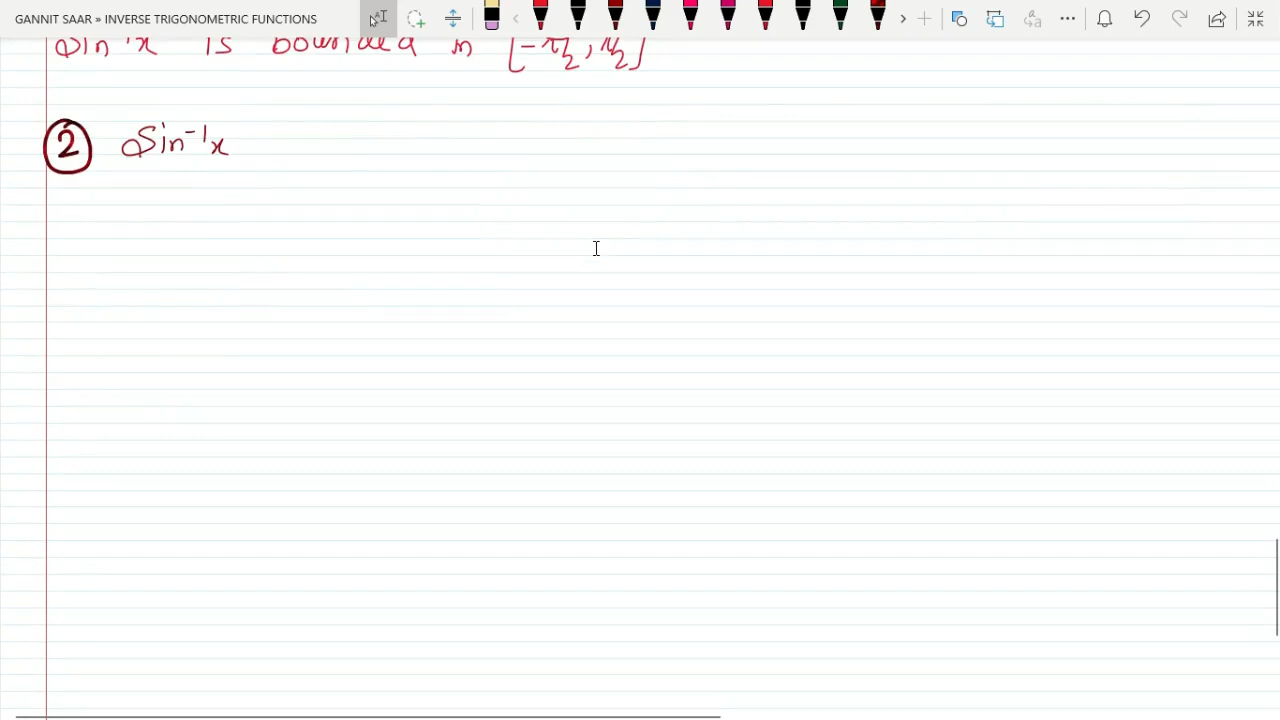 GANNIT SAAR » INVERSE TRIGONOMETRIC FUNCTIONS
Sin⁻¹x is bounded in [-π/2, π/2]
② Sin⁻¹x